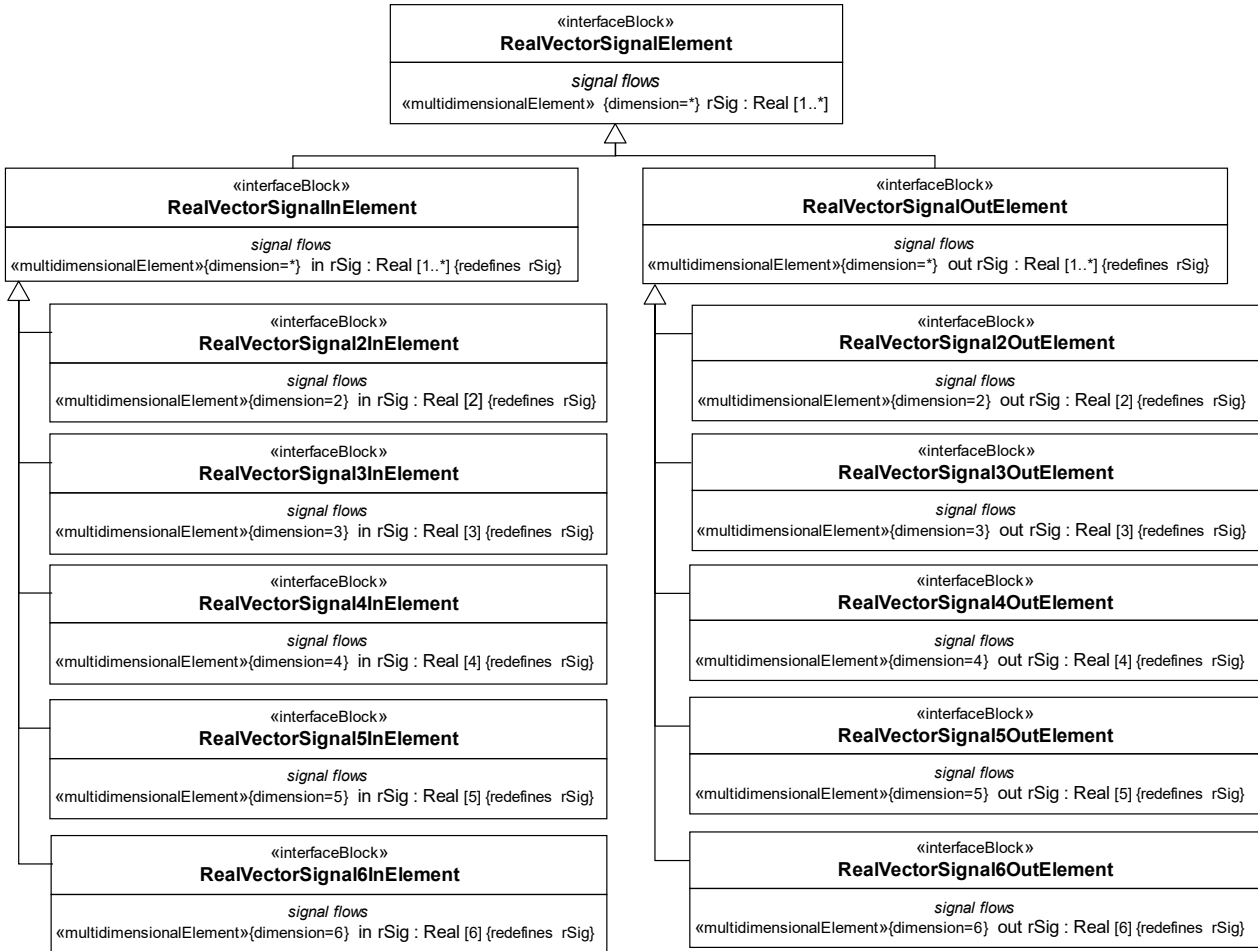 «interfaceBlock»
RealVectorSignalElement
signal flows
«multidimensionalElement» {dimension=*} rSig : Real [1..*]
«interfaceBlock»
RealVectorSignalInElement
signal flows
«multidimensionalElement»{dimension=*} in rSig : Real [1..*] {redefines rSig}
«interfaceBlock»
RealVectorSignal2InElement
signal flows
«multidimensionalElement»{dimension=2} in rSig : Real [2] {redefines rSig}
«interfaceBlock»
RealVectorSignal3InElement
signal flows
«multidimensionalElement»{dimension=3} in rSig : Real [3] {redefines rSig}
«interfaceBlock»
RealVectorSignal4InElement
signal flows
«multidimensionalElement»{dimension=4} in rSig : Real [4] {redefines rSig}
«interfaceBlock»
RealVectorSignal5InElement
signal flows
«multidimensionalElement»{dimension=5} in rSig : Real [5] {redefines rSig}
«interfaceBlock»
RealVectorSignal6InElement
signal flows
«multidimensionalElement»{dimension=6} in rSig : Real [6] {redefines rSig}
«interfaceBlock»
RealVectorSignalOutElement
signal flows
«multidimensionalElement»{dimension=*} out rSig : Real [1..*] {redefines rSig}
«interfaceBlock»
RealVectorSignal2OutElement
signal flows
«multidimensionalElement»{dimension=2} out rSig : Real [2] {redefines rSig}
«interfaceBlock»
RealVectorSignal3OutElement
signal flows
«multidimensionalElement»{dimension=3} out rSig : Real [3] {redefines rSig}
«interfaceBlock»
RealVectorSignal4OutElement
signal flows
«multidimensionalElement»{dimension=4} out rSig : Real [4] {redefines rSig}
«interfaceBlock»
RealVectorSignal5OutElement
signal flows
«multidimensionalElement»{dimension=5} out rSig : Real [5] {redefines rSig}
«interfaceBlock»
RealVectorSignal6OutElement
signal flows
«multidimensionalElement»{dimension=6} out rSig : Real [6] {redefines rSig}